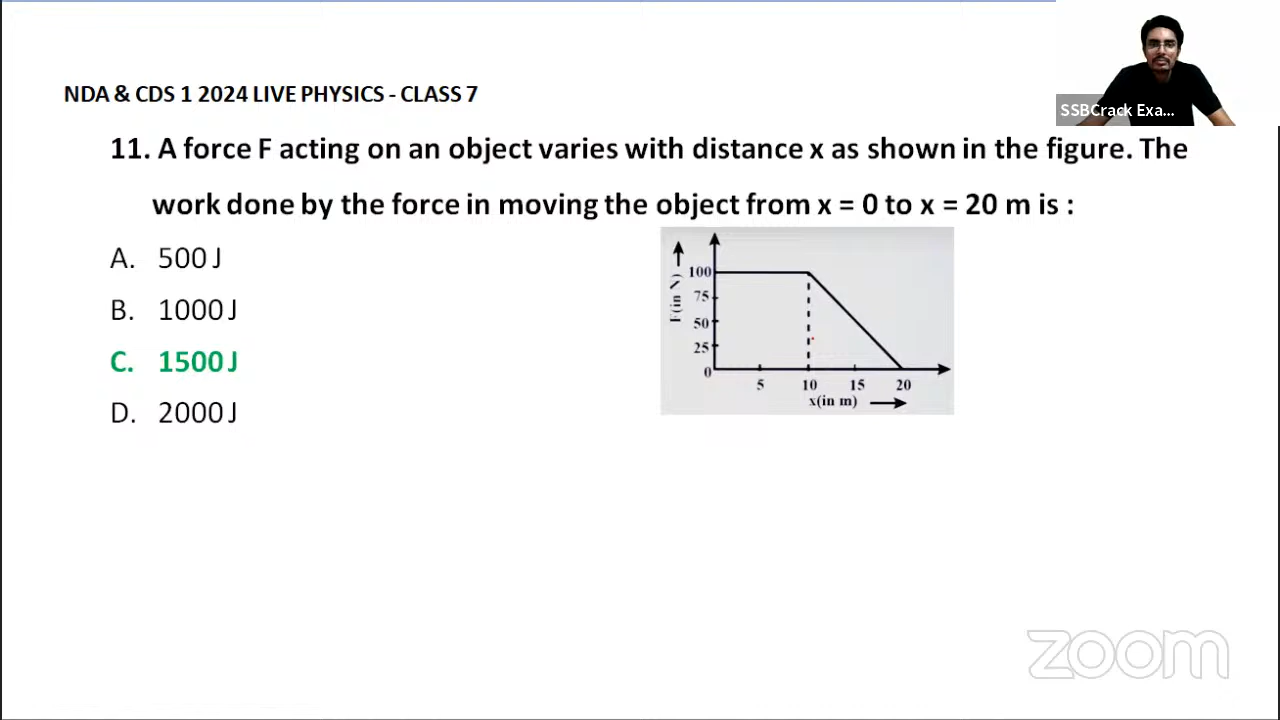 SSBCrack Exa...
NDA & CDS 1 2024 LIVE PHYSICS - CLASS 7
11. A force F acting on an object varies with distance x as shown in the figure. The
work done by the force in moving the object from x = 0 to x = 20 m is :
A. 500 J
B. 1000 J
C. 1500 J
D. 2000 J
F(in N)
100
75
50
25
0
5 10 15 20
x(in m)
zoom